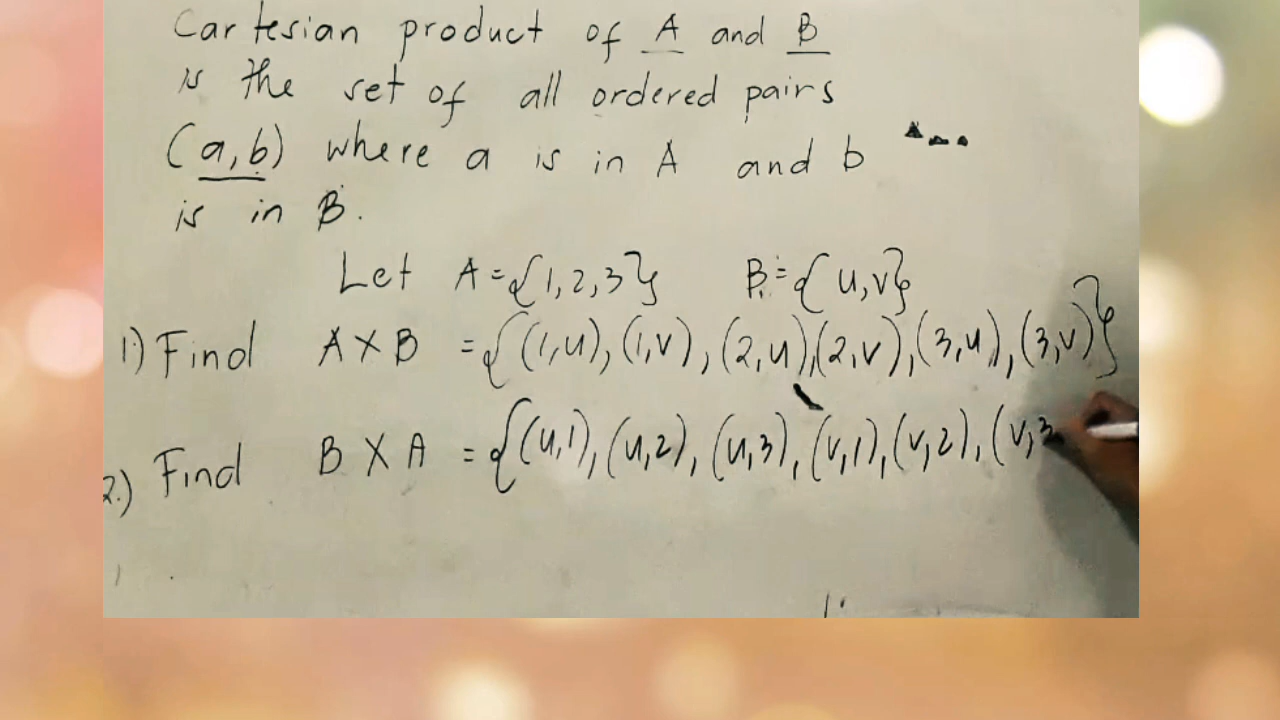 Cartesian product of A and B
is the set of all ordered pairs
(a,b) where a is in A and b
is in B.
Let A={1,2,3} B={u,v}
1.) Find A X B = {(1,u),(1,v),(2,u),(2,v),(3,u),(3,v)}
2.) Find B X A = {(u,1),(u,2),(u,3),(v,1),(v,2),(v,3